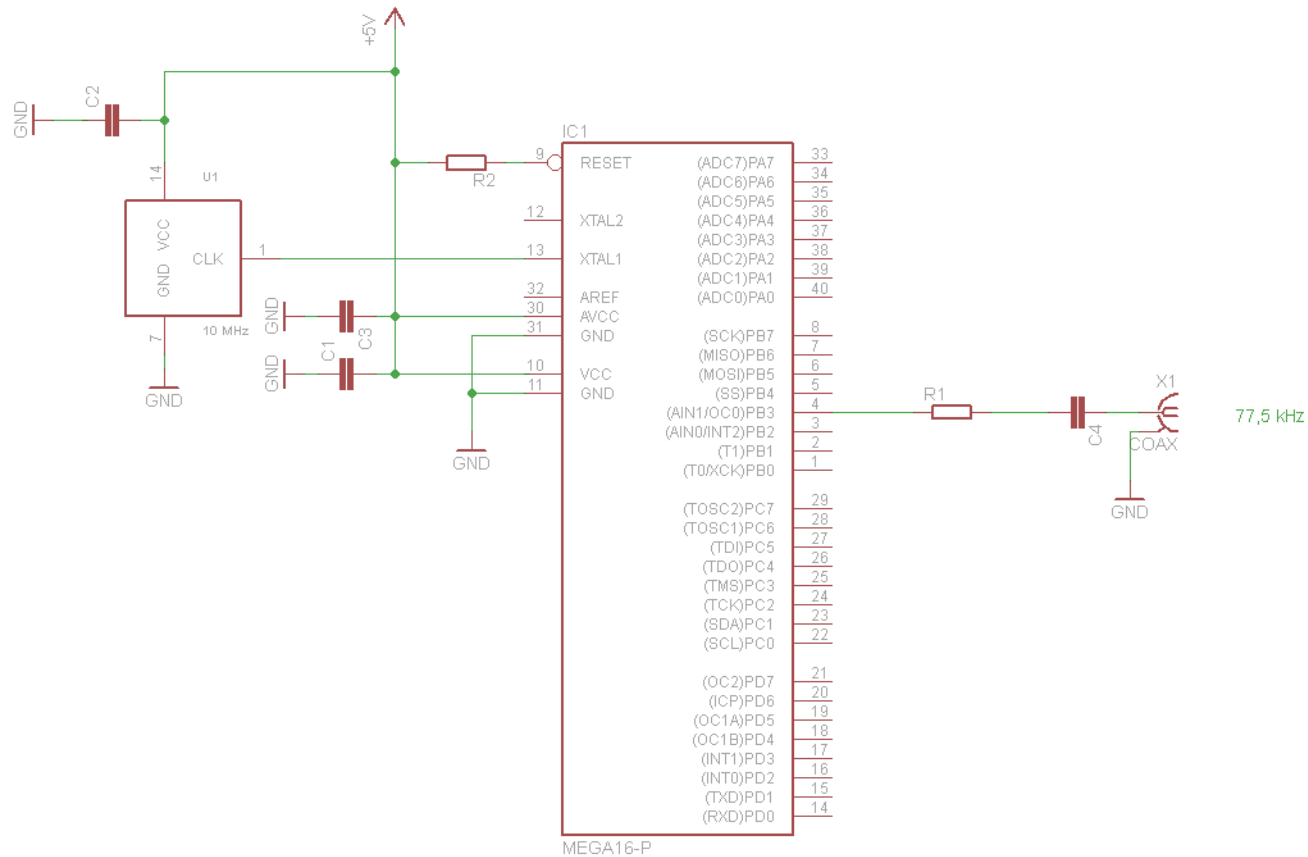 +5V
GND
C2
14
U1
VCC
GND
CLK
1
10 MHz
7
GND
GND
C3
GND
C1
R2
IC1
9 RESET
12 XTAL2
13 XTAL1
32 AREF
30 AVCC
31 GND
10 VCC
11 GND
GND
(ADC7)PA7 33
(ADC6)PA6 34
(ADC5)PA5 35
(ADC4)PA4 36
(ADC3)PA3 37
(ADC2)PA2 38
(ADC1)PA1 39
(ADC0)PA0 40
(SCK)PB7 8
(MISO)PB6 7
(MOSI)PB5 6
(SS)PB4 5
(AIN1/OC0)PB3 4
(AIN0/INT2)PB2 3
(T1)PB1 2
(T0/XCK)PB0 1
(TOSC2)PC7 29
(TOSC1)PC6 28
(TDI)PC5 27
(TDO)PC4 26
(TMS)PC3 25
(TCK)PC2 24
(SDA)PC1 23
(SCL)PC0 22
(OC2)PD7 21
(ICP)PD6 20
(OC1A)PD5 19
(OC1B)PD4 18
(INT1)PD3 17
(INT0)PD2 16
(TXD)PD1 15
(RXD)PD0 14
MEGA16-P
R1
C4
X1
COAX
GND
77,5 kHz